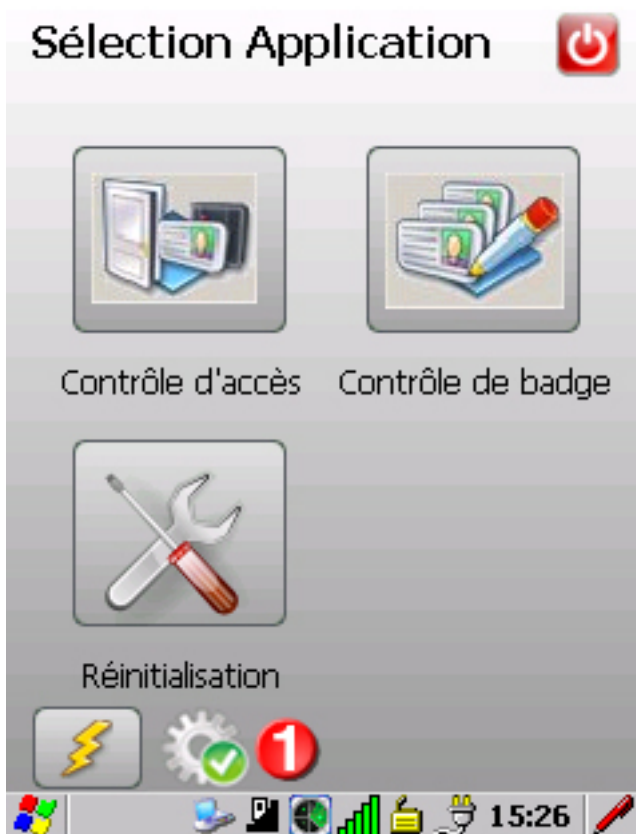 Sélection Application
Contrôle d'accès
Contrôle de badge
Réinitialisation
1
15:26